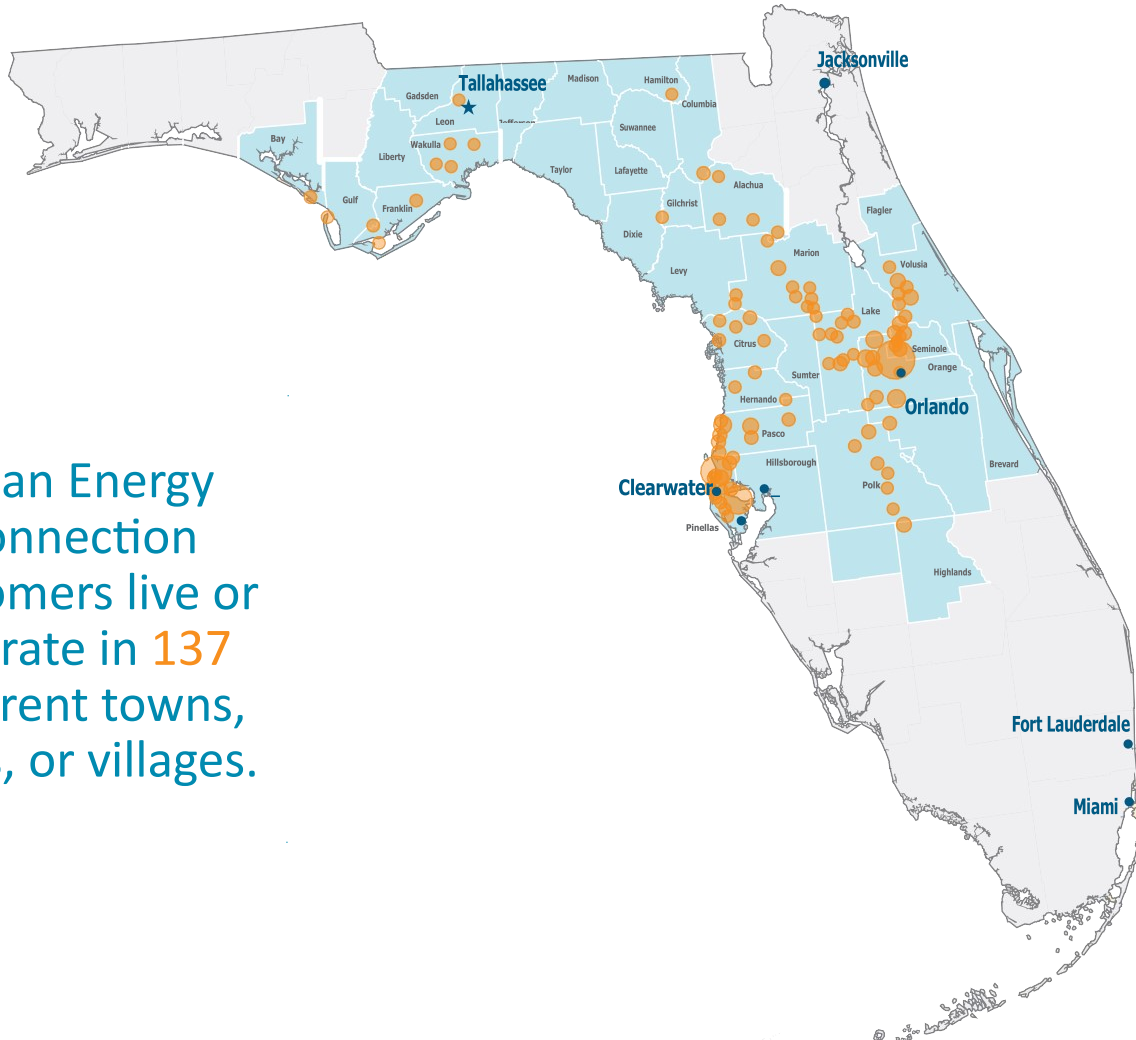 Jacksonville
Tallahassee
Madison
Hamilton
Gadsden
Columbia
Leon
Jefferson
Suwannee
Bay
Wakulla
Liberty
Taylor
Lafayette
Alachua
Gulf
Franklin
Gilchrist
Flagler
Dixie
Marion
Levy
Volusia
Lake
Citrus
Seminole
Orange
Sumter
Hernando
Orlando
Pasco
Hillsborough
Brevard
Clearwater
Polk
Pinellas
Highlands
an Energy
onnection
omers live or
rate in 137
rent towns,
, or villages.
Fort Lauderdale
Miami